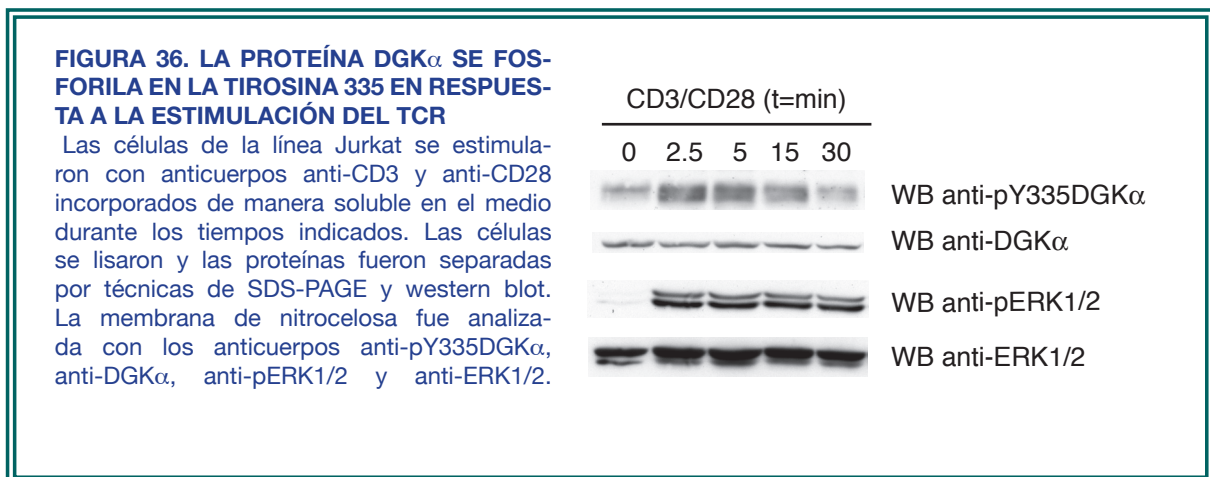 FIGURA 36. LA PROTEÍNA DGKα SE FOS-
FORILA EN LA TIROSINA 335 EN RESPUES-
TA A LA ESTIMULACIÓN DEL TCR
Las células de la línea Jurkat se estimula-
ron con anticuerpos anti-CD3 y anti-CD28
incorporados de manera soluble en el medio
durante los tiempos indicados. Las células
se lisaron y las proteínas fueron separadas
por técnicas de SDS-PAGE y western blot.
La membrana de nitrocelosa fue analiza-
da con los anticuerpos anti-pY335DGKα,
anti-DGKα, anti-pERK1/2 y anti-ERK1/2.
CD3/CD28 (t=min)
0 2.5 5 15 30
WB anti-pY335DGKα
WB anti-DGKα
WB anti-pERK1/2
WB anti-ERK1/2